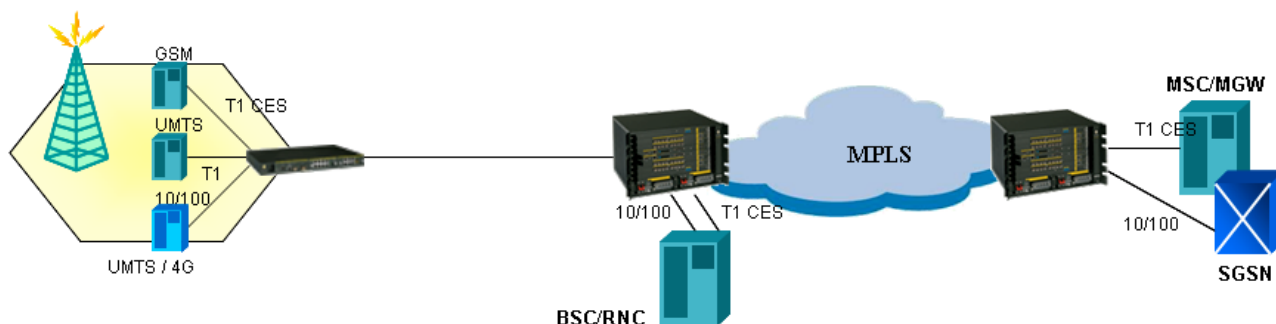 GSM
T1 CES
UMTS
T1
10/100
UMTS / 4G
10/100
T1 CES
BSC/RNC
MPLS
MSC/MGW
T1 CES
10/100
SGSN